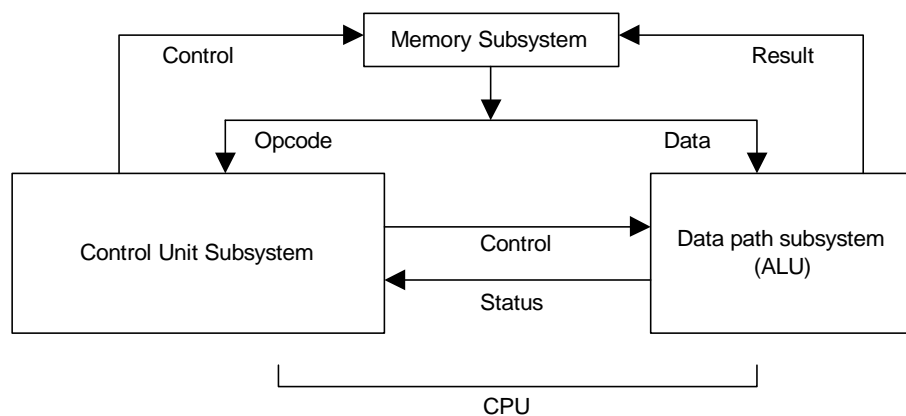 Memory Subsystem
Control
Result
Opcode
Data
Control Unit Subsystem
Control
Data path subsystem
(ALU)
Status
CPU